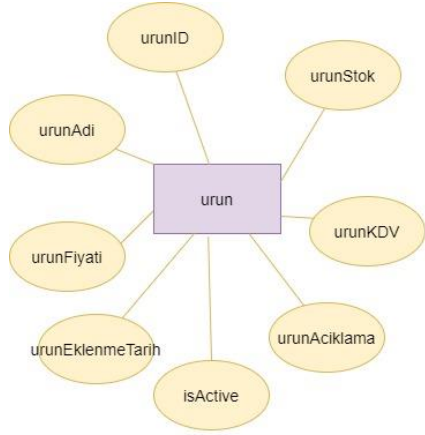 urunID
urunStok
urunAdi
urun
urunKDV
urunFiyati
urunAciklama
urunEklenmeTarih
isActive